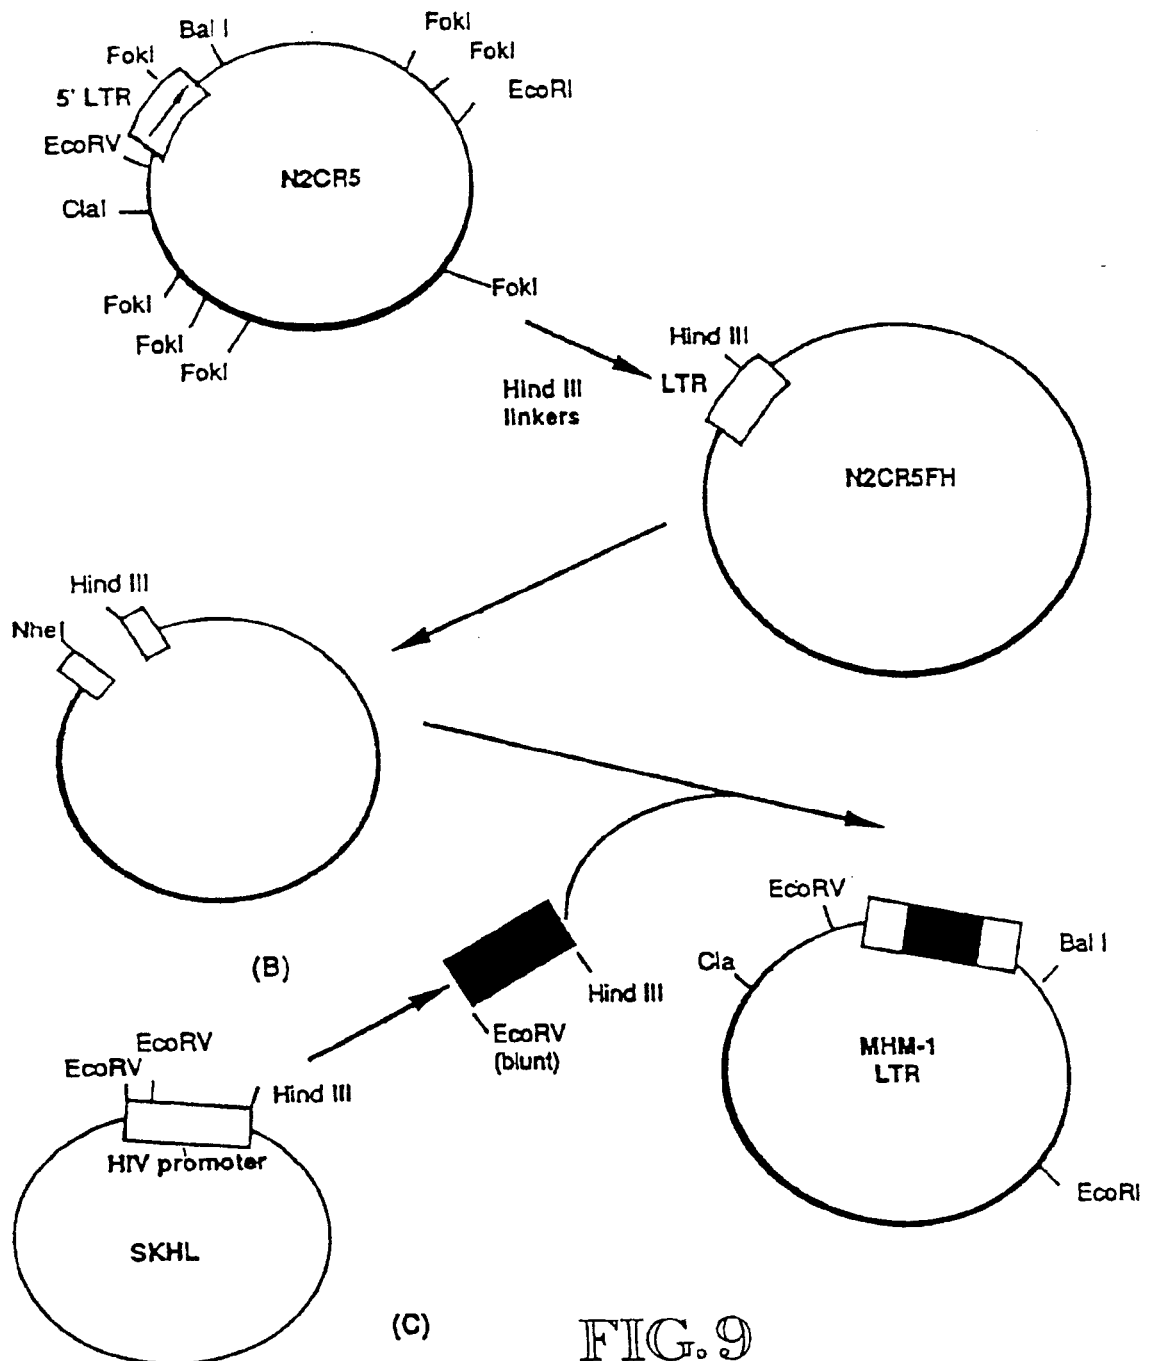 Bal I
FokI
FokI
FokI
5' LTR
EcoRI
EcoRV
N2CR5
ClaI
FokI
FokI
FokI
FokI
Hind III
linkers
Hind III
LTR
N2CR5FH
Hind III
NheI
(B)
EcoRV
Bal I
Cla
Hind III
EcoRV
(blunt)
MHM-1
LTR
EcoRI
EcoRV
EcoRV
Hind III
HIV promoter
SKHL
(C)
FIG. 9